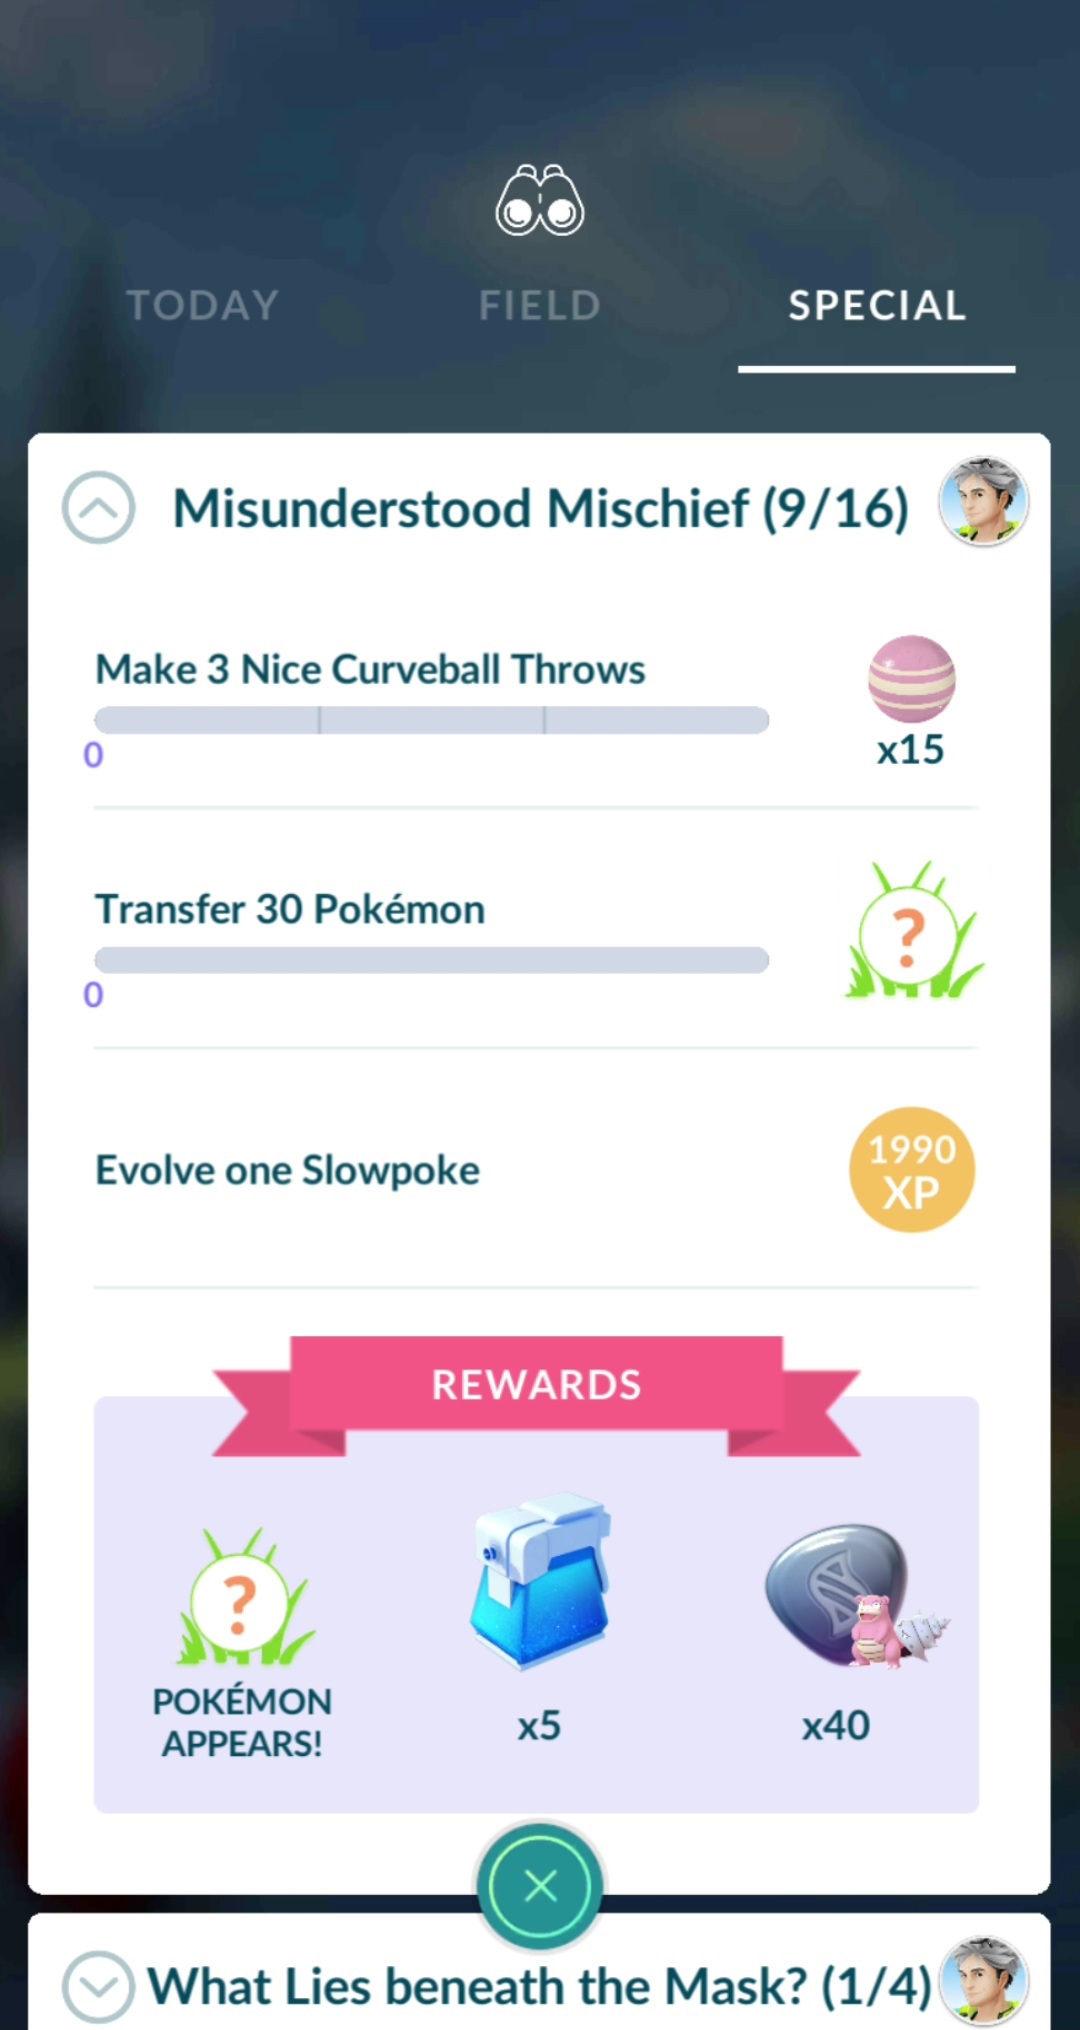 TODAY
FIELD
SPECIAL
Misunderstood Mischief (9/16)
Make 3 Nice Curveball Throws
0
x15
Transfer 30 Pokémon
0
?
Evolve one Slowpoke
1990
XP
REWARDS
?
POKÉMON
APPEARS!
x5
x40
What Lies beneath the Mask? (1/4)